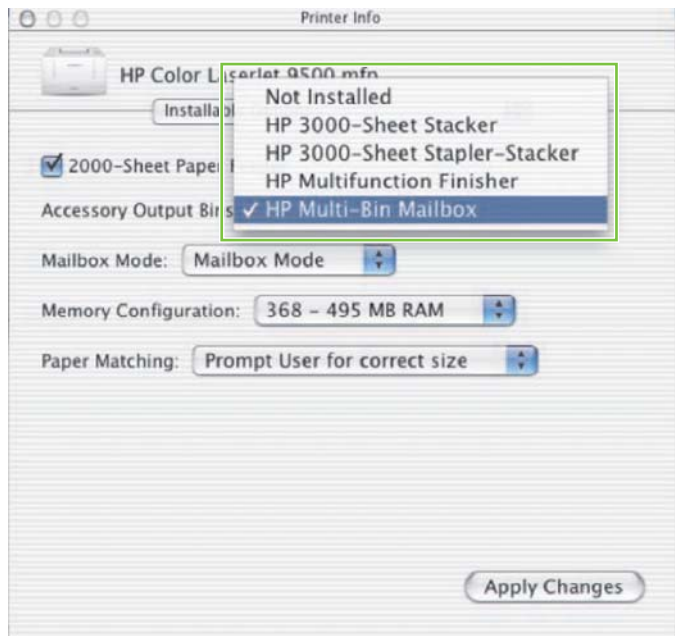 Printer Info
HP Color LaserJet 9500 mfp
Not Installed
HP 3000-Sheet Stacker
HP 3000-Sheet Stapler-Stacker
HP Multifunction Finisher
✓ HP Multi-Bin Mailbox
2000-Sheet Paper
Accessory Output Bins
Mailbox Mode: Mailbox Mode
Memory Configuration: 368 - 495 MB RAM
Paper Matching: Prompt User for correct size
Apply Changes